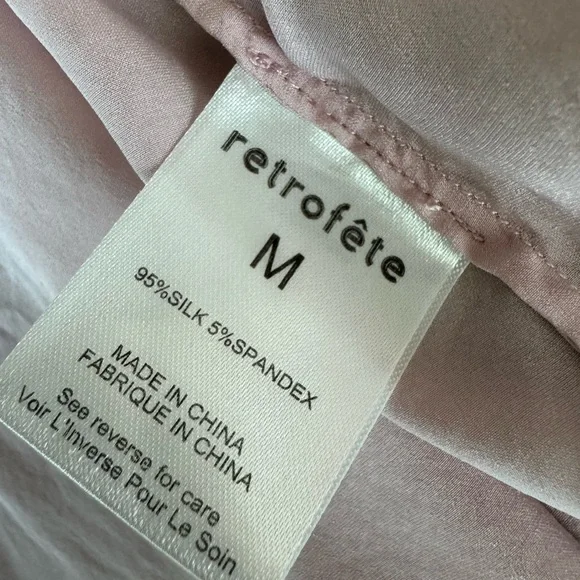 retrofête
M
95%SILK 5%SPANDEX
MADE IN CHINA
FABRIQUE IN CHINA
See reverse for care
Voir L'Inverse Pour Le Soin